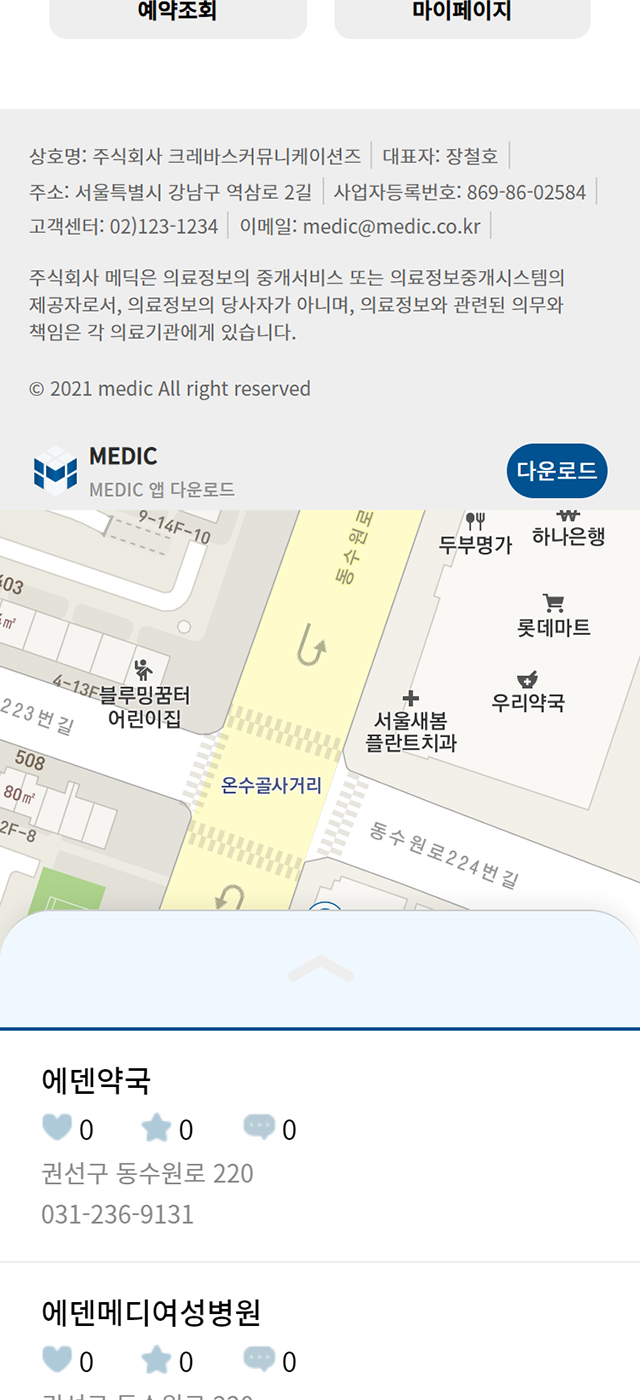 예약조회
마이페이지
상호명: 주식회사 크레바스커뮤니케이션즈
대표자: 장철호
주소: 서울특별시 강남구 역삼로 2길
사업자등록번호: 869-86-02584
고객센터: 02)123-1234
이메일: medic@medic.co.kr
주식회사 메딕은 의료정보의 중개서비스 또는 의료정보중개시스템의
제공자로서, 의료정보의 당사자가 아니며, 의료정보와 관련된 의무와
책임은 각 의료기관에게 있습니다.
© 2021 medic All right reserved
MEDIC
MEDIC 앱 다운로드
다운로드
9-14F-10
동수원로
두부명가
하나은행
403
롯데마트
4-13F
블루밍꿈터
어린이집
우리약국
223번길
서울새봄
플란트치과
508
80㎡
온수골사거리
2F-8
동수원로224번길
에덴약국
0
0
0
권선구 동수원로 220
031-236-9131
에덴메디여성병원
0
0
0
권선구 동수원로 220